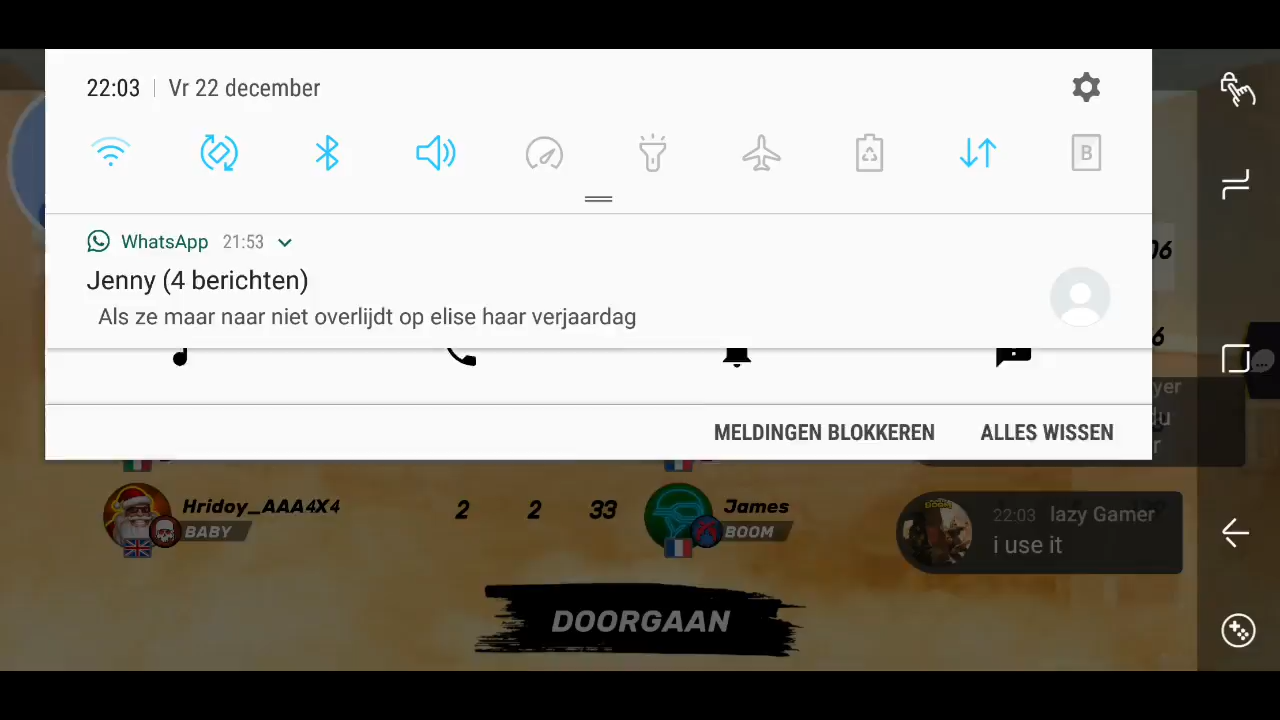 22:03 | Vr 22 december
B
WhatsApp 21:53
Jenny (4 berichten)
Als ze maar naar niet overlijdt op elise haar verjaardag
MELDINGEN BLOKKEREN ALLES WISSEN
Hridoy_AAA4X4 2 2 33 James
BABY BOOM
22:03 lazy Gamer
i use it
DOORGAAN